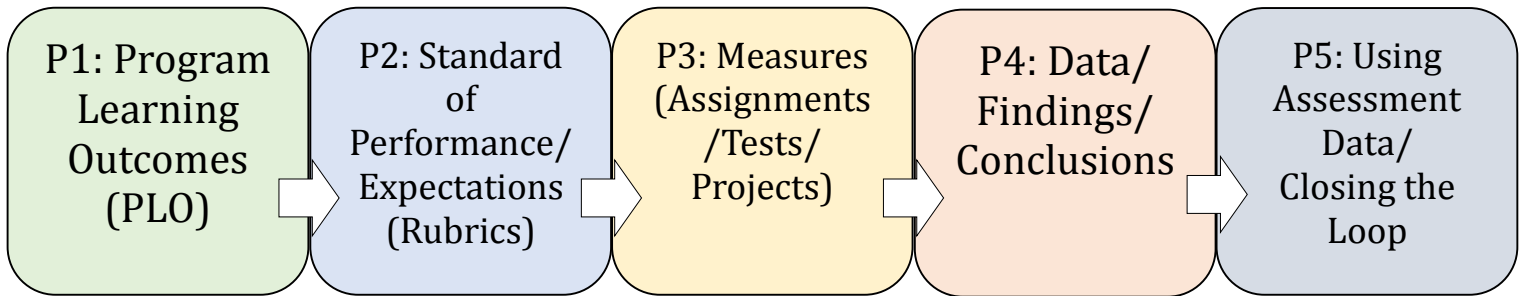 P1: Program
Learning
Outcomes
(PLO)
P2: Standard
of
Performance/
Expectations
(Rubrics)
P3: Measures
(Assignments
/Tests/
Projects)
P4: Data/
Findings/
Conclusions
P5: Using
Assessment
Data/
Closing the
Loop